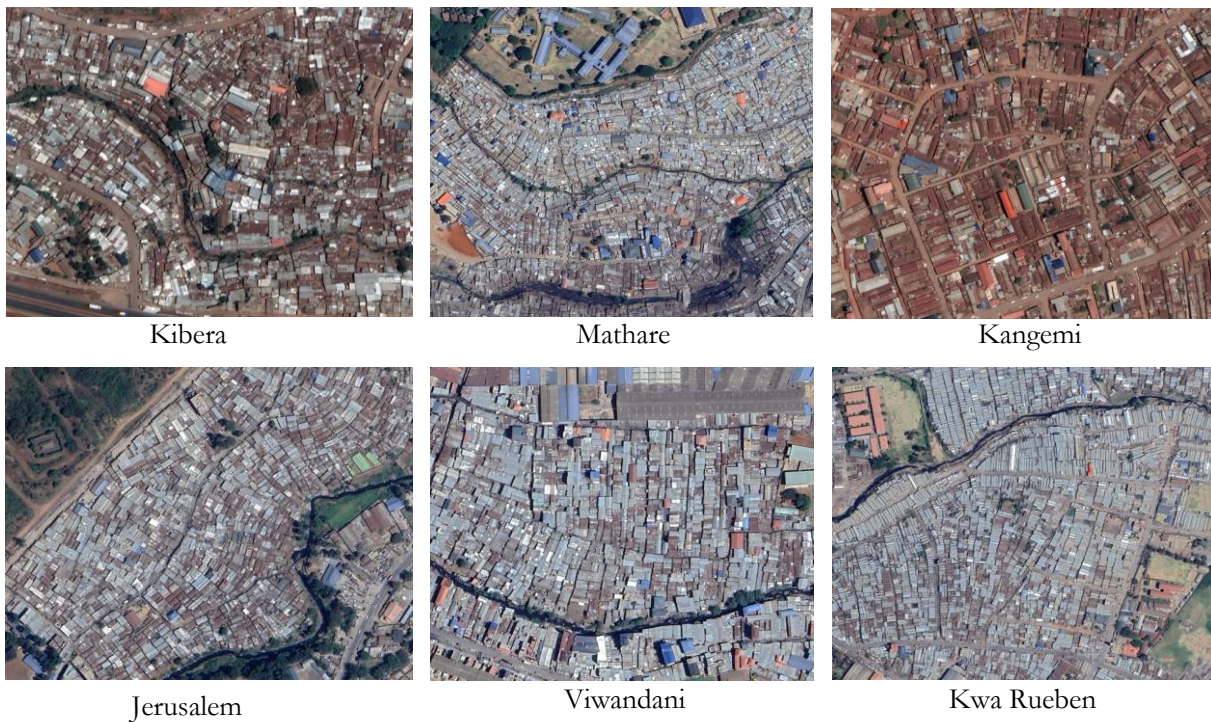 Kibera
Mathare
Kangemi
Jerusalem
Viwandani
Kwa Rueben